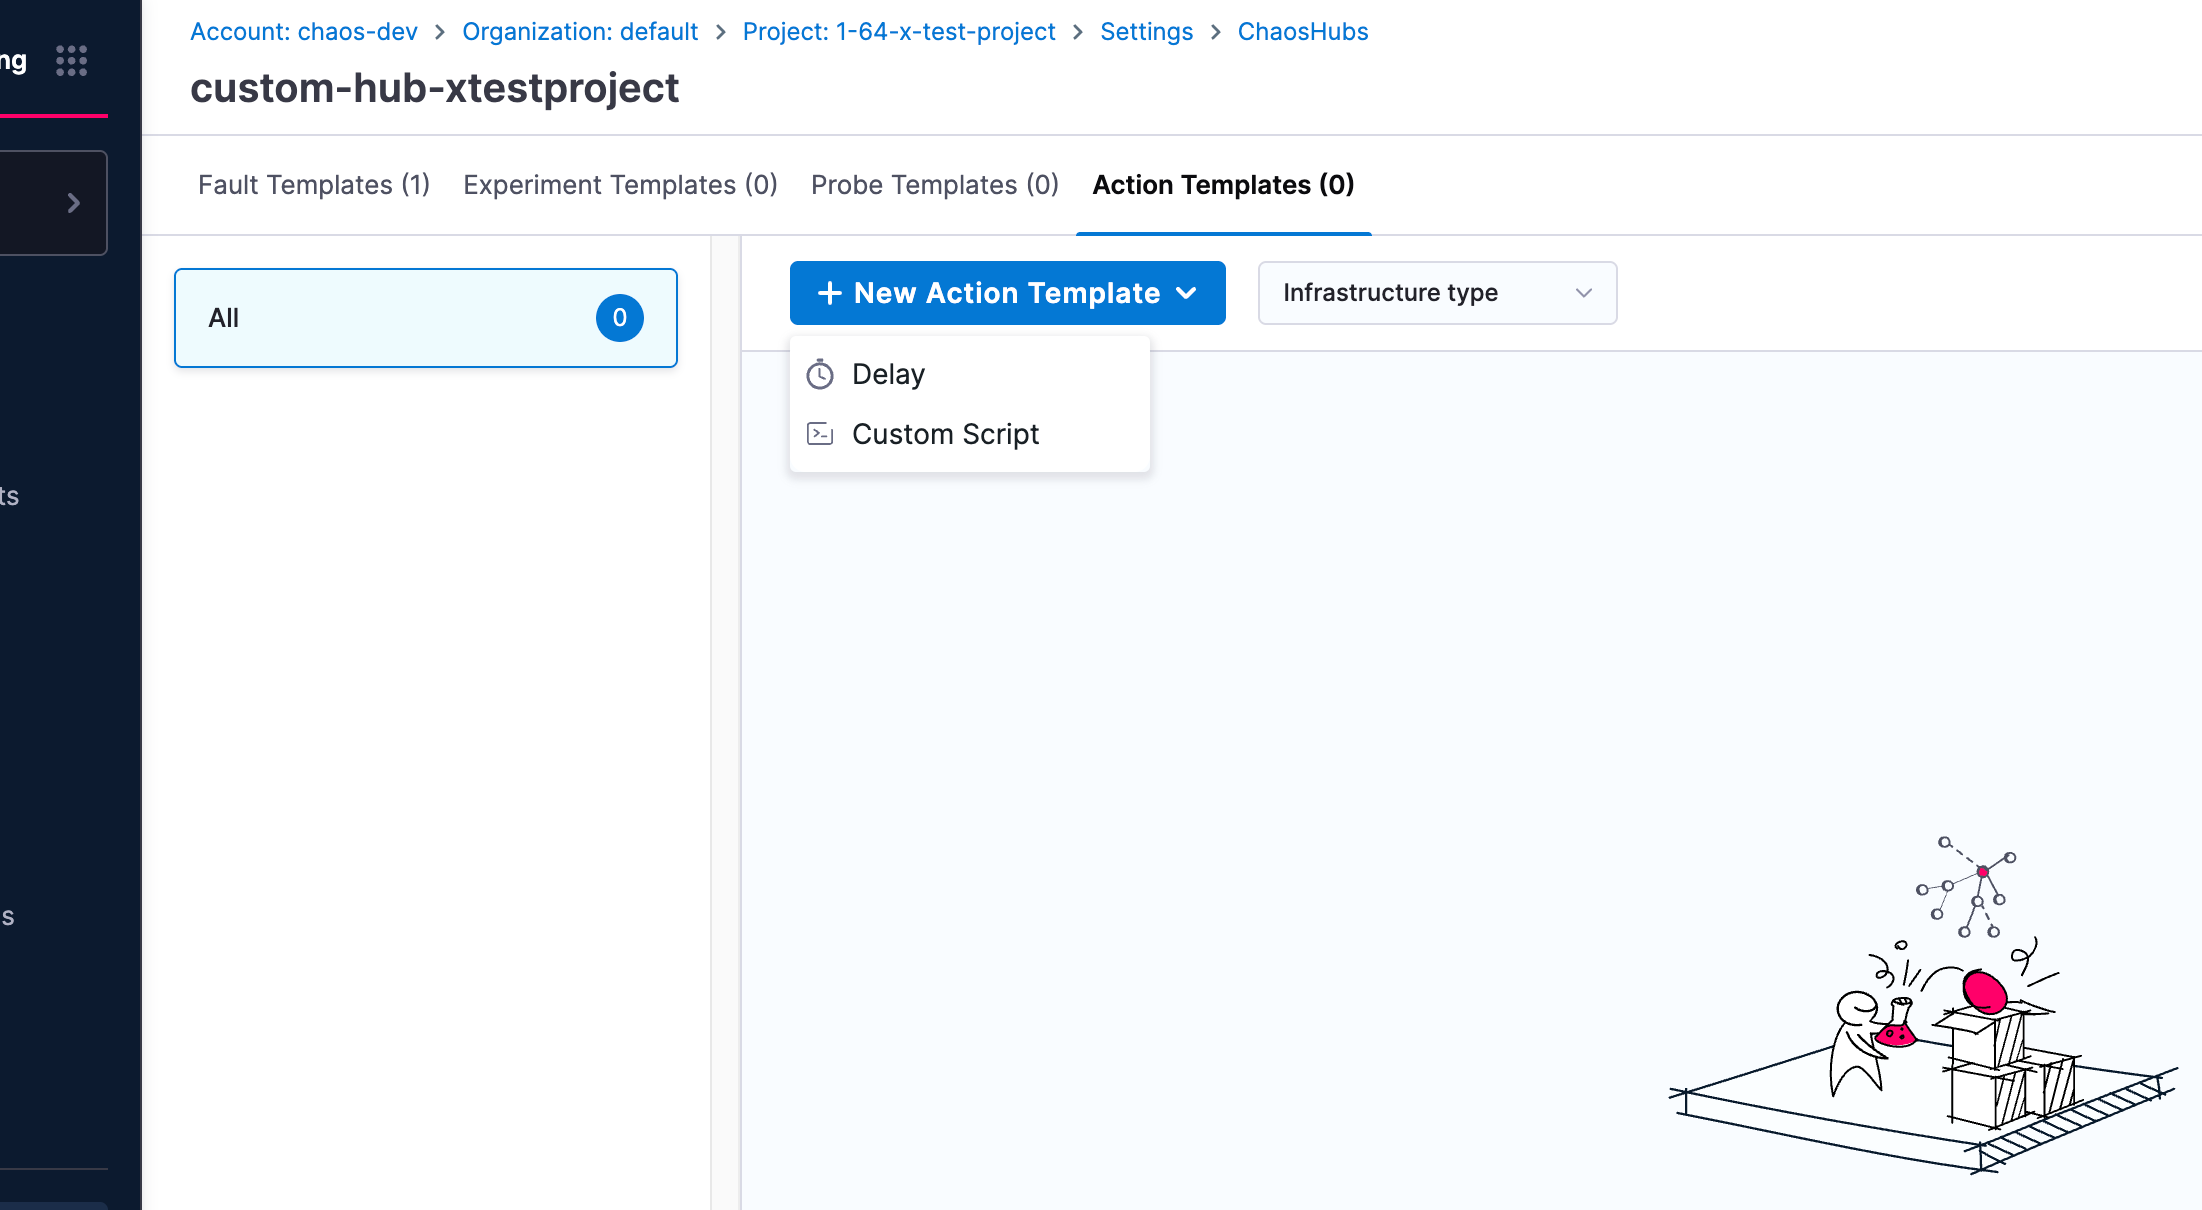 Account: chaos-dev > Organization: default > Project: 1-64-x-test-project > Settings > ChaosHubs
ng
custom-hub-xtestproject
Fault Templates (1) Experiment Templates (0) Probe Templates (0) Action Templates (0)
All 0
+ New Action Template
Infrastructure type
Delay
Custom Script
ts
s